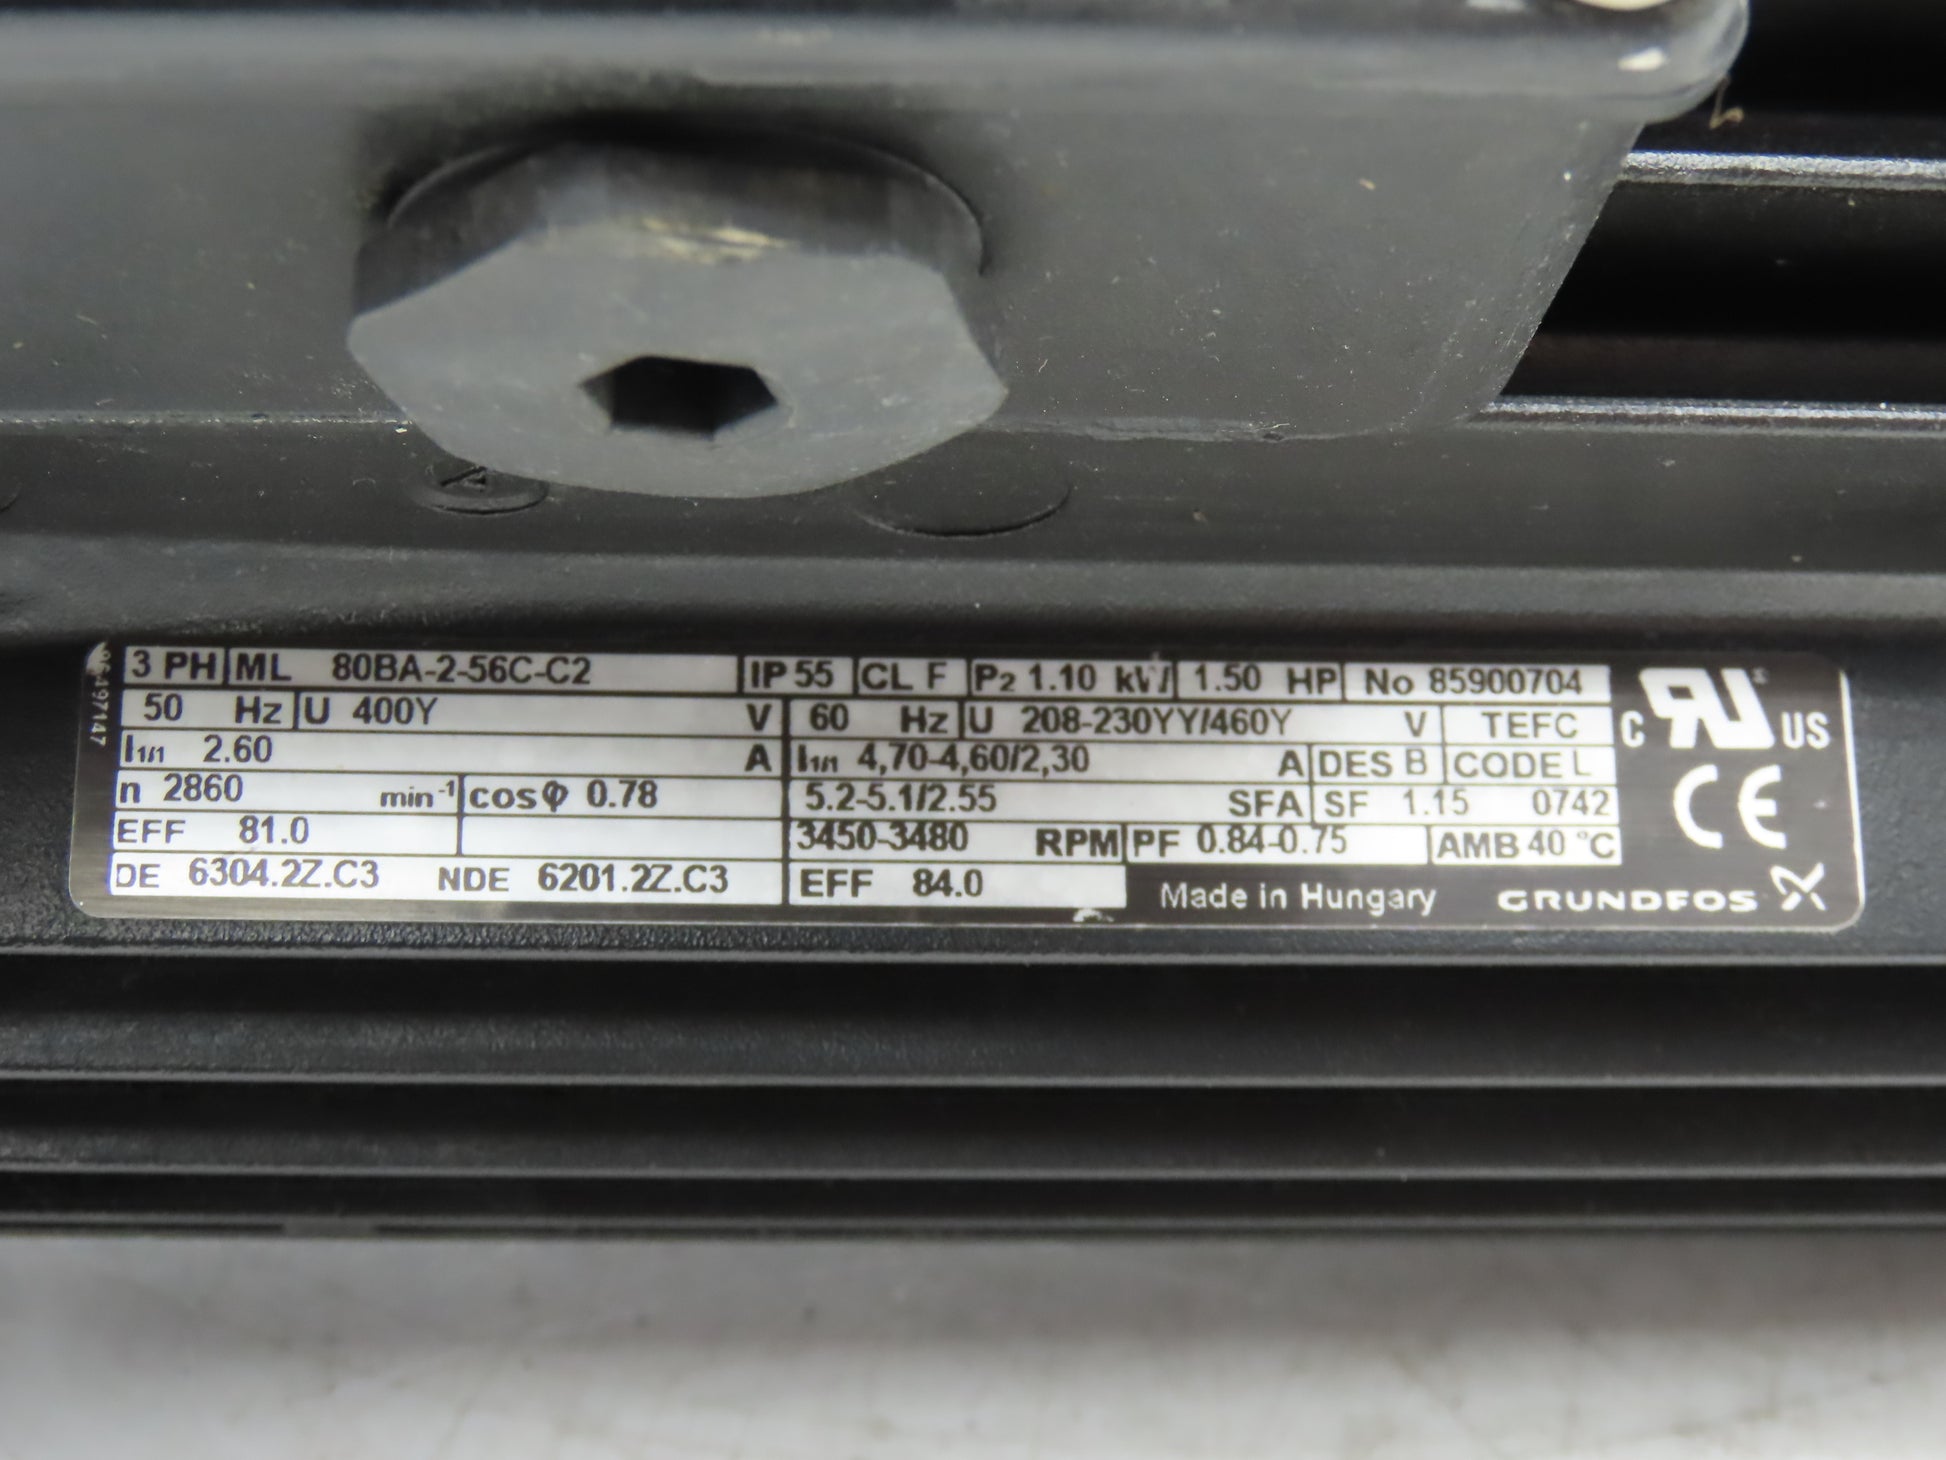 3 PH ML 80BA-2-56C-C2 IP 55 CL F P2 1.10 kW 1.50 HP No 85900704
50 Hz U 400Y V 60 Hz U 208-230YY/460Y V TEFC
I1/1 2.60 A I1/1 4,70-4,60/2,30 A DES B CODE L
n 2860 min-1 cosφ 0.78 5.2-5.1/2.55 SFA SF 1.15 0742
EFF 81.0 3450-3480 RPM PF 0.84-0.75 AMB 40 °C
DE 6304.2Z.C3 NDE 6201.2Z.C3 EFF 84.0
C RU US
CE
Made in Hungary GRUNDFOS